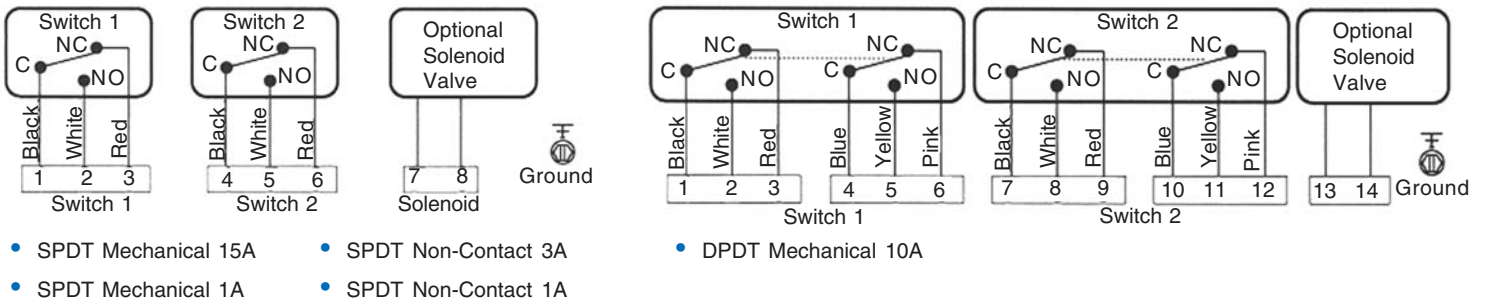 Switch 1
NC
C
NO
Black
White
Red
1 2 3
Switch 1
Switch 2
NC
C
NO
Black
White
Red
4 5 6
Switch 2
Optional
Solenoid
Valve
7 8
Solenoid
Ground
• SPDT Mechanical 15A
• SPDT Mechanical 1A
• SPDT Non-Contact 3A
• SPDT Non-Contact 1A
Switch 1
NC
C
NO
NC
C
NO
Black
White
Red
Blue
Yellow
Pink
1 2 3
4 5 6
Switch 1
Switch 2
NC
C
NO
NC
C
NO
Black
White
Red
Blue
Yellow
Pink
7 8 9
10 11 12
Switch 2
Optional
Solenoid
Valve
13 14
Ground
• DPDT Mechanical 10A